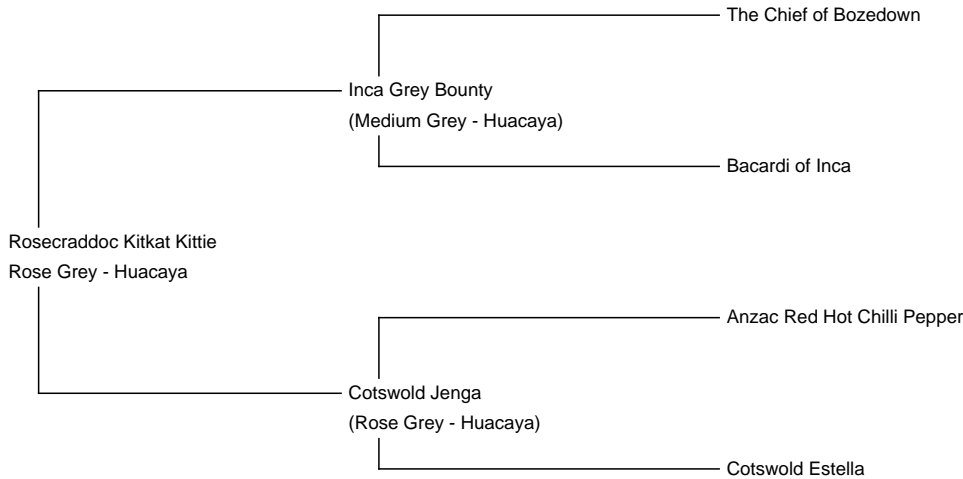 The Chief of Bozedown
Inca Grey Bounty
(Medium Grey - Huacaya)
Bacardi of Inca
Rosecraddoc Kitkat Kittie
Rose Grey - Huacaya
Anzac Red Hot Chilli Pepper
Cotswold Jenga
(Rose Grey - Huacaya)
Cotswold Estella